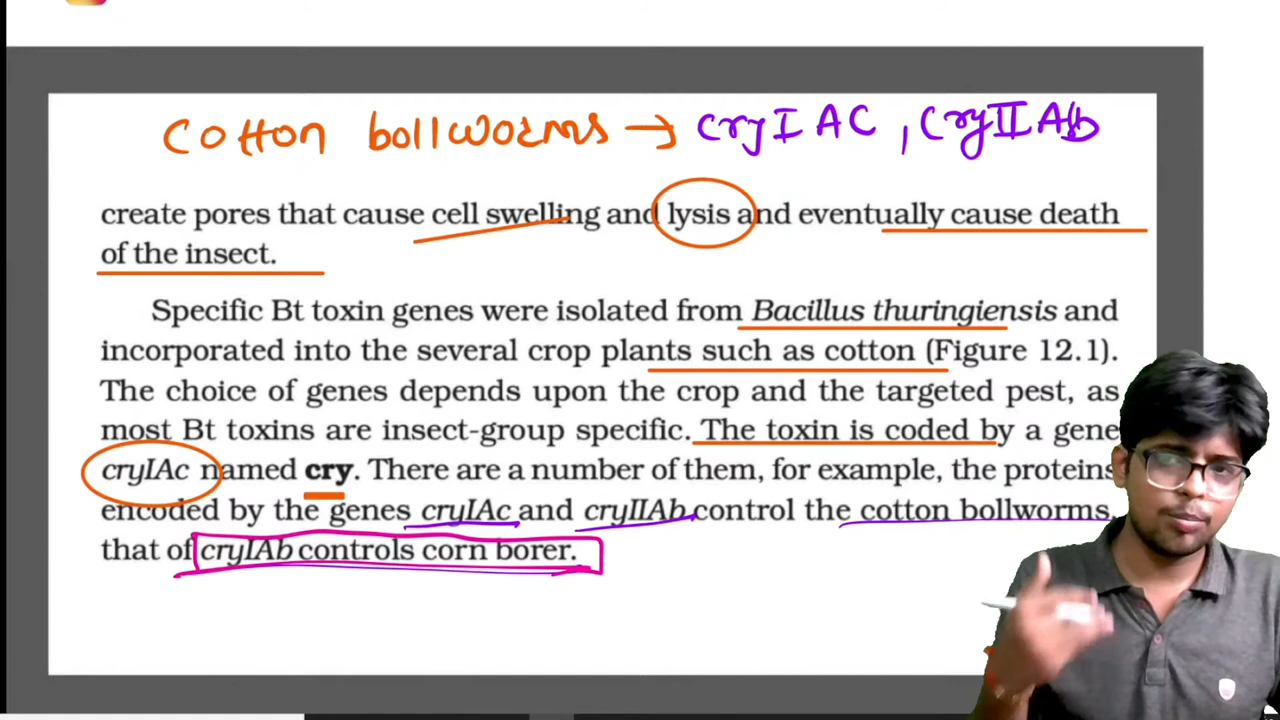 Cotton bollworms → cryI AC , CryII Ab
create pores that cause cell swelling and lysis and eventually cause death
of the insect.
Specific Bt toxin genes were isolated from Bacillus thuringiensis and
incorporated into the several crop plants such as cotton (Figure 12.1).
The choice of genes depends upon the crop and the targeted pest, as
most Bt toxins are insect-group specific. The toxin is coded by a gene
cryIAc named cry. There are a number of them, for example, the proteins
encoded by the genes cryIAc and cryIIAb control the cotton bollworms,
that of cryIAb controls corn borer.